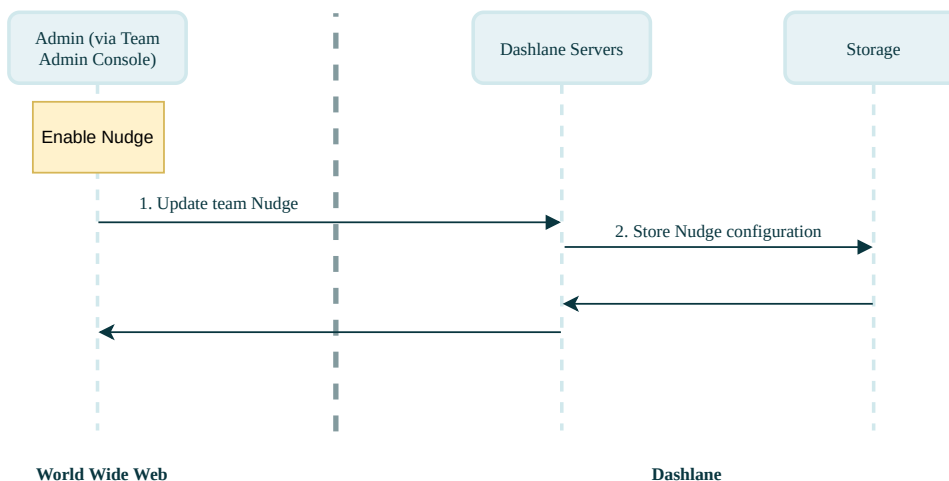 Admin (via Team
Admin Console)
Dashlane Servers
Storage
Enable Nudge
1. Update team Nudge
2. Store Nudge configuration
World Wide Web
Dashlane